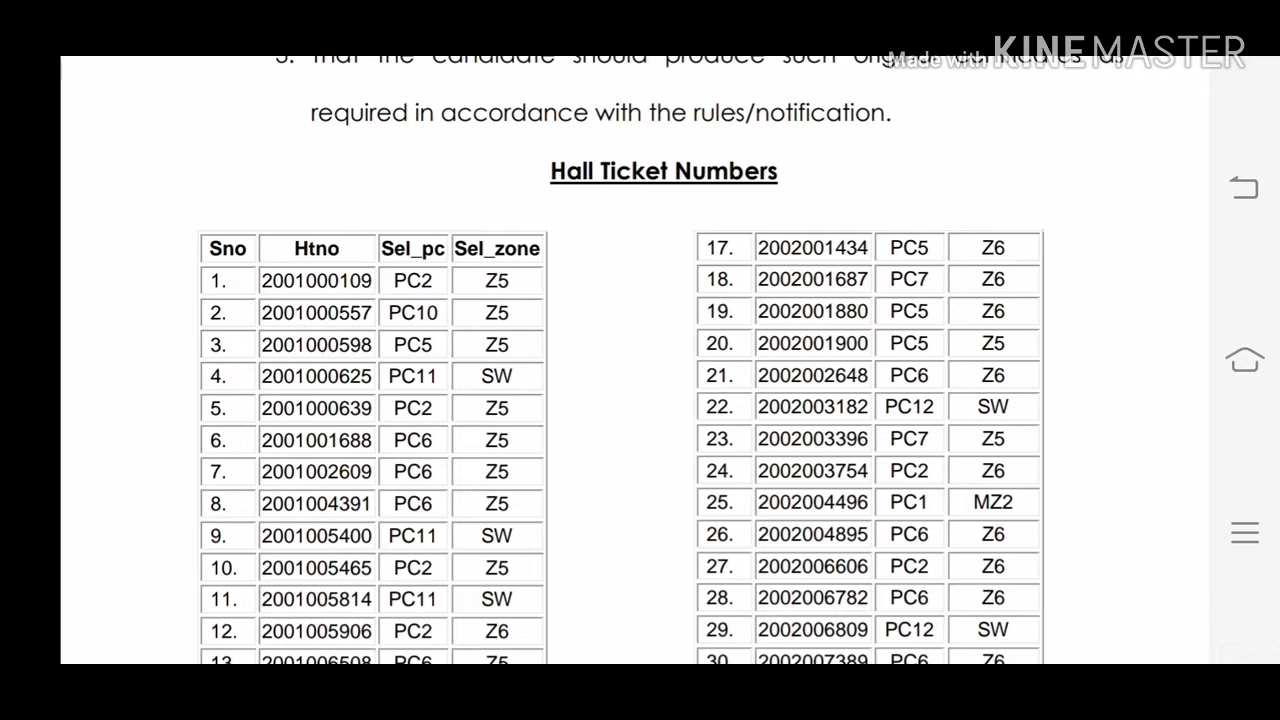 Made with KINEMASTER
3. That the candidate should produce such
required in accordance with the rules/notification.
Hall Ticket Numbers
Sno Htno Sel_pc Sel_zone
1. 2001000109 PC2 Z5
2. 2001000557 PC10 Z5
3. 2001000598 PC5 Z5
4. 2001000625 PC11 SW
5. 2001000639 PC2 Z5
6. 2001001688 PC6 Z5
7. 2001002609 PC6 Z5
8. 2001004391 PC6 Z5
9. 2001005400 PC11 SW
10. 2001005465 PC2 Z5
11. 2001005814 PC11 SW
12. 2001005906 PC2 Z6
13. 2001006508 PC6 Z5
17. 2002001434 PC5 Z6
18. 2002001687 PC7 Z6
19. 2002001880 PC5 Z6
20. 2002001900 PC5 Z5
21. 2002002648 PC6 Z6
22. 2002003182 PC12 SW
23. 2002003396 PC7 Z5
24. 2002003754 PC2 Z6
25. 2002004496 PC1 MZ2
26. 2002004895 PC6 Z6
27. 2002006606 PC2 Z6
28. 2002006782 PC6 Z6
29. 2002006809 PC12 SW
30. 2002007389 PC6 Z6